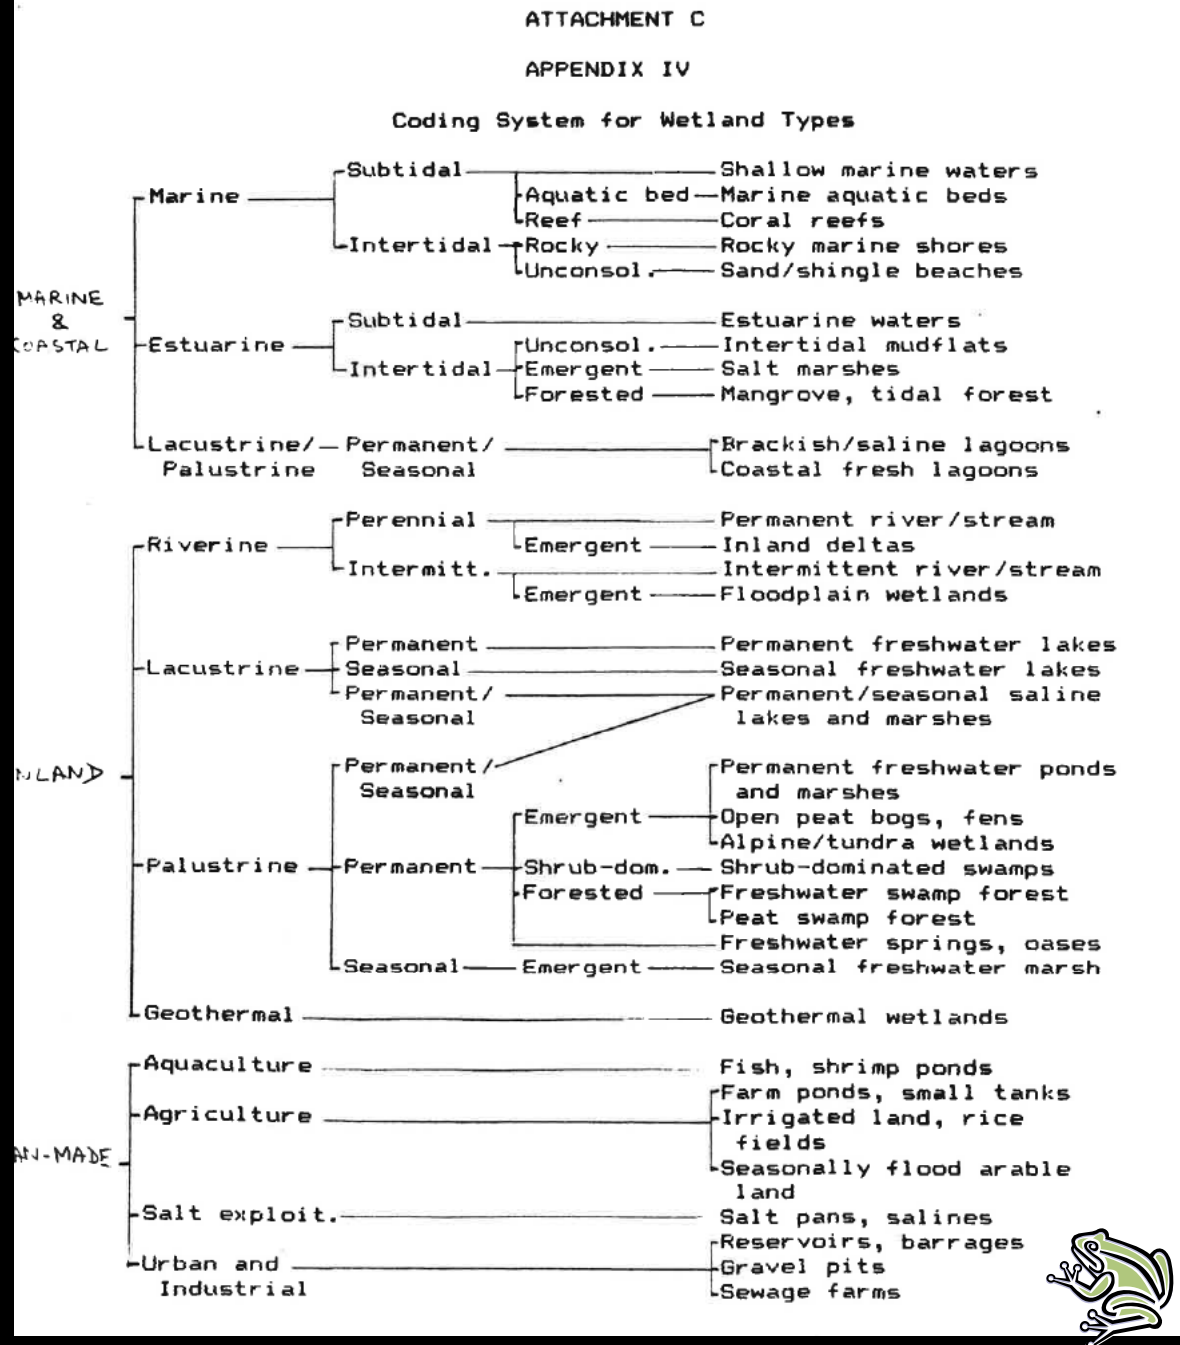 ATTACHMENT C
APPENDIX IV
Coding System for Wetland Types
Subtidal Shallow marine waters
Marine Aquatic bed Marine aquatic beds
Reef Coral reefs
Intertidal Rocky Rocky marine shores
Unconsol. Sand/shingle beaches
MARINE
&
COASTAL
Subtidal Estuarine waters
Estuarine Unconsol. Intertidal mudflats
Intertidal Emergent Salt marshes
Forested Mangrove, tidal forest
Lacustrine/ Permanent/ Brackish/saline lagoons
Palustrine Seasonal Coastal fresh lagoons
Perennial Permanent river/stream
Riverine Emergent Inland deltas
Intermitt. Intermittent river/stream
Emergent Floodplain wetlands
Permanent Permanent freshwater lakes
Lacustrine Seasonal Seasonal freshwater lakes
Permanent/ Permanent/seasonal saline
Seasonal lakes and marshes
NLAND
Permanent/ Permanent freshwater ponds
Seasonal and marshes
Emergent Open peat bogs, fens
Alpine/tundra wetlands
Palustrine Permanent Shrub-dom. Shrub-dominated swamps
Forested Freshwater swamp forest
Peat swamp forest
Freshwater springs, oases
Seasonal Emergent Seasonal freshwater marsh
Geothermal Geothermal wetlands
Aquaculture Fish, shrimp ponds
Farm ponds, small tanks
Agriculture Irrigated land, rice
fields
AN-MADE
Seasonally flood arable
land
Salt exploit. Salt pans, salines
Reservoirs, barrages
Urban and Gravel pits
Industrial Sewage farms